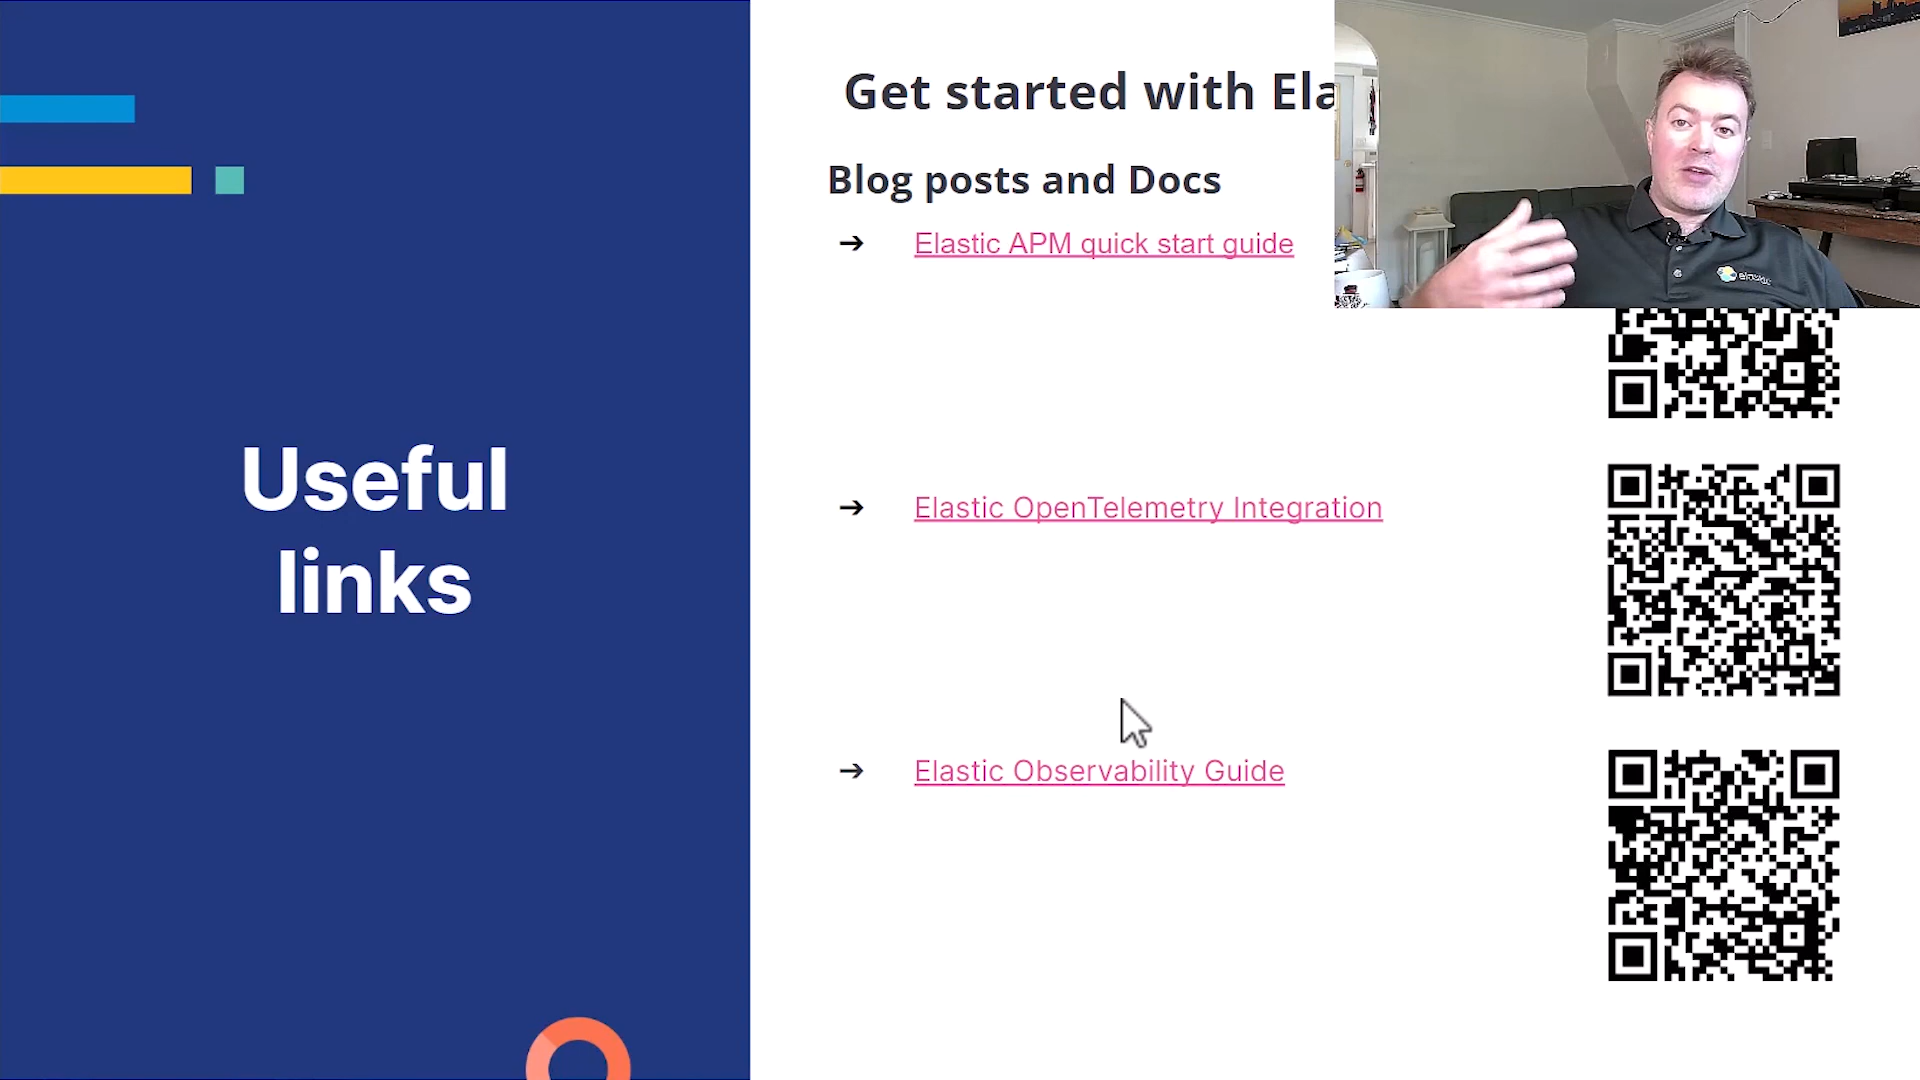 Get started with Ela
Blog posts and Docs
➔ Elastic APM quick start guide
elastic
Useful
links
➔ Elastic OpenTelemetry Integration
➔ Elastic Observability Guide